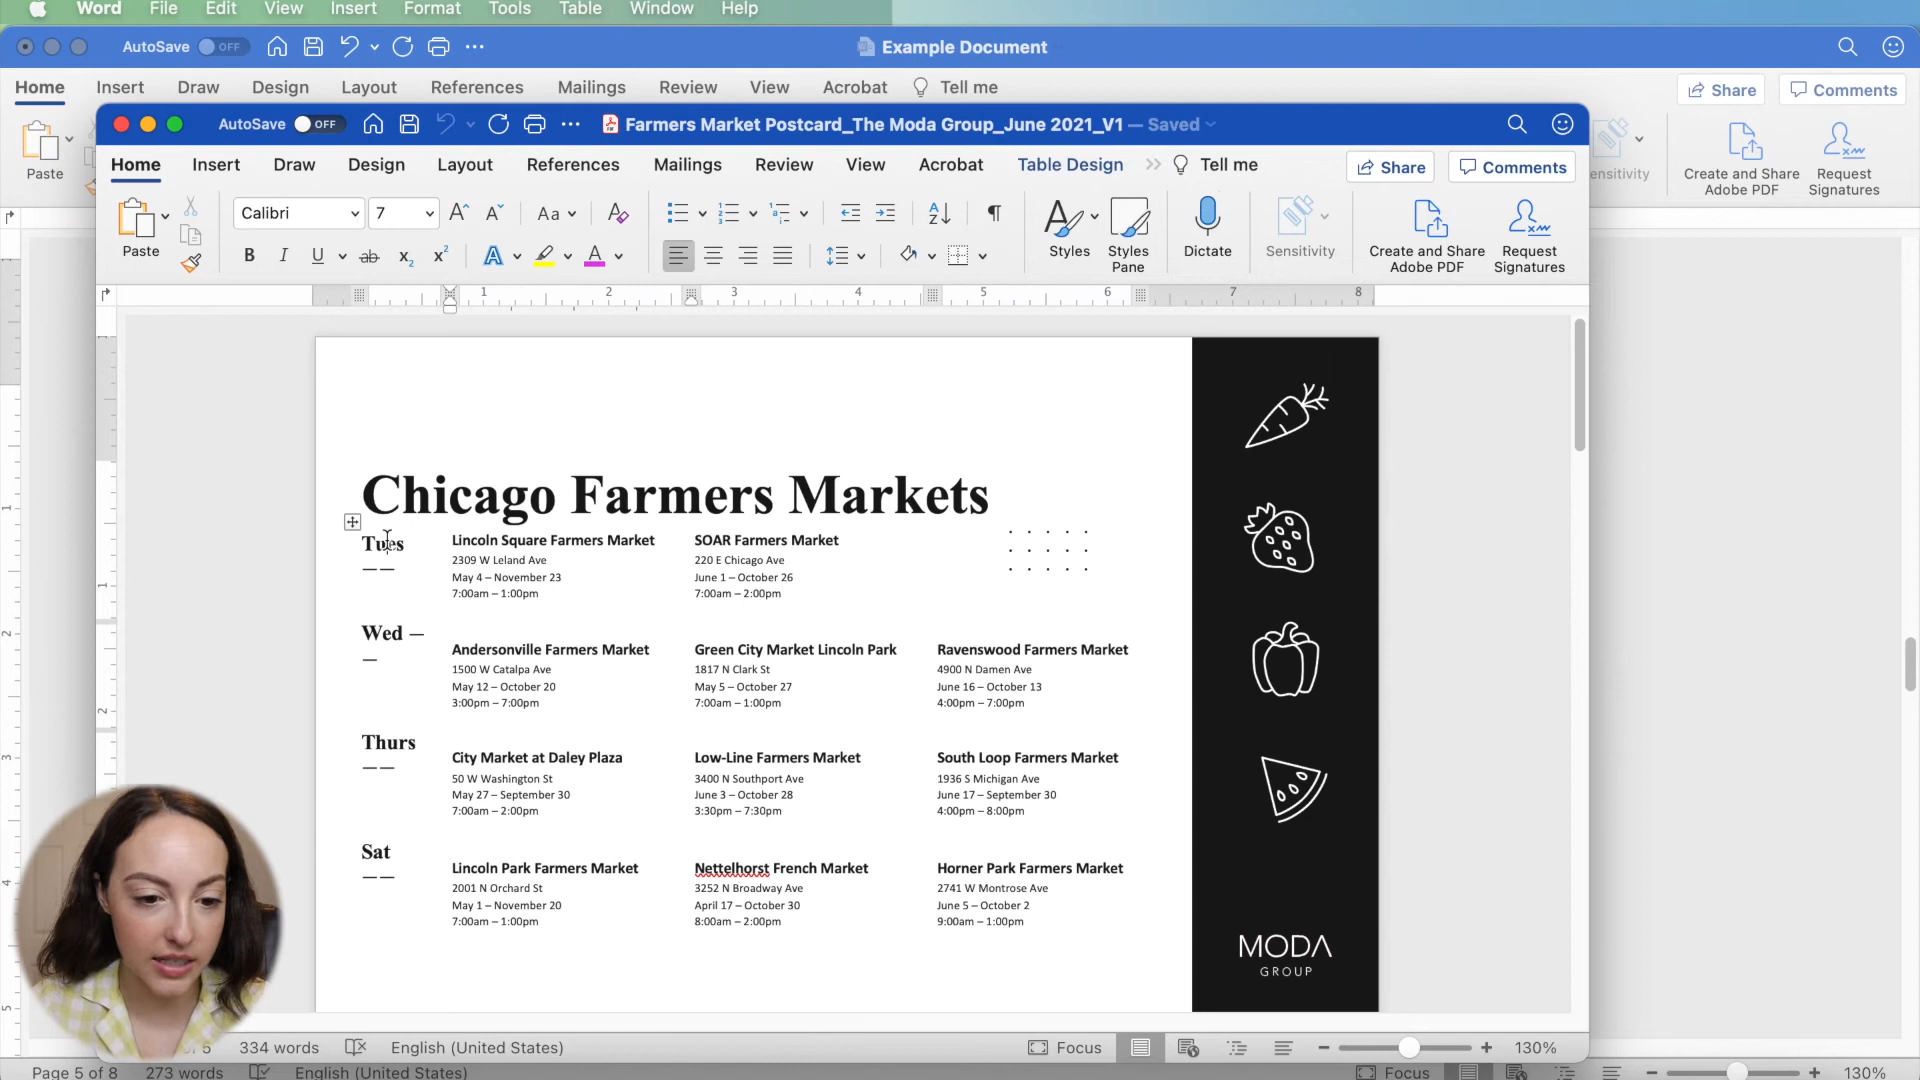 Word File Edit View Insert Format Tools Table Window Help
AutoSave OFF Example Document
Home Insert Draw Design Layout References Mailings Review View Acrobat Tell me Share Comments
Paste
ensitivity
Create and Share Adobe PDF
Request Signatures
AutoSave OFF Farmers Market Postcard_The Moda Group_June 2021_V1 — Saved
Home Insert Draw Design Layout References Mailings Review View Acrobat Table Design Tell me Share Comments
Paste
Calibri 7
Styles
Styles Pane
Dictate
Sensitivity
Create and Share Adobe PDF
Request Signatures
1 2 3 4 5 6 7 8
Chicago Farmers Markets
Tues
——
Lincoln Square Farmers Market
2309 W Leland Ave
May 4 – November 23
7:00am – 1:00pm
SOAR Farmers Market
220 E Chicago Ave
June 1 – October 26
7:00am – 2:00pm
Wed —
—
Andersonville Farmers Market
1500 W Catalpa Ave
May 12 – October 20
3:00pm – 7:00pm
Green City Market Lincoln Park
1817 N Clark St
May 5 – October 27
7:00am – 1:00pm
Ravenswood Farmers Market
4900 N Damen Ave
June 16 – October 13
4:00pm – 7:00pm
Thurs
——
City Market at Daley Plaza
50 W Washington St
May 27 – September 30
7:00am – 2:00pm
Low-Line Farmers Market
3400 N Southport Ave
June 3 – October 28
3:30pm – 7:30pm
South Loop Farmers Market
1936 S Michigan Ave
June 17 – September 30
4:00pm – 8:00pm
Sat
——
Lincoln Park Farmers Market
2001 N Orchard St
May 1 – November 20
7:00am – 1:00pm
Nettelhorst French Market
3252 N Broadway Ave
April 17 – October 30
8:00am – 2:00pm
Horner Park Farmers Market
2741 W Montrose Ave
June 5 – October 2
9:00am – 1:00pm
MODA
GROUP
of 5 334 words English (United States) Focus 130%
Page 5 of 8 273 words English (United States) Focus 130%